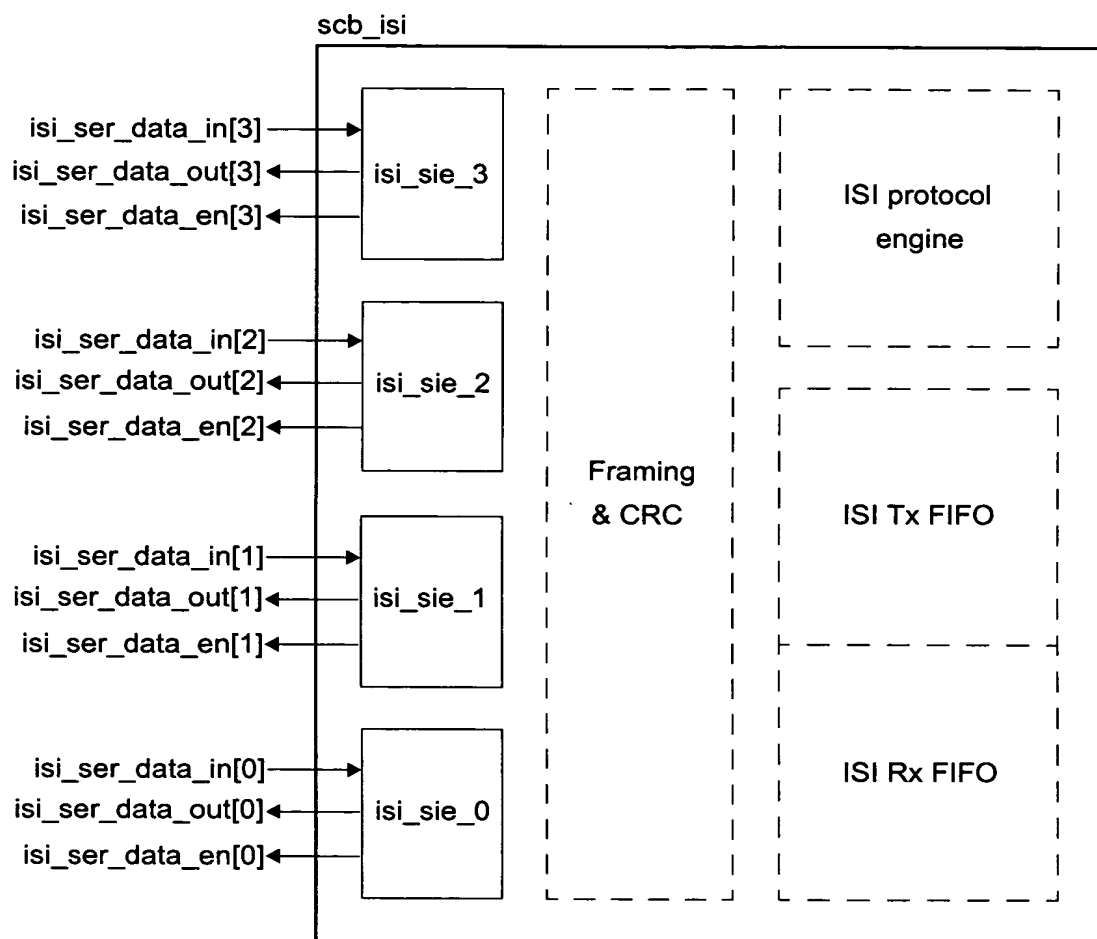 scb_isi
isi_ser_data_in[3]
isi_ser_data_out[3]
isi_ser_data_en[3]
isi_sie_3
isi_ser_data_in[2]
isi_ser_data_out[2]
isi_ser_data_en[2]
isi_sie_2
isi_ser_data_in[1]
isi_ser_data_out[1]
isi_ser_data_en[1]
isi_sie_1
isi_ser_data_in[0]
isi_ser_data_out[0]
isi_ser_data_en[0]
isi_sie_0
Framing
& CRC
ISI protocol
engine
ISI Tx FIFO
ISI Rx FIFO